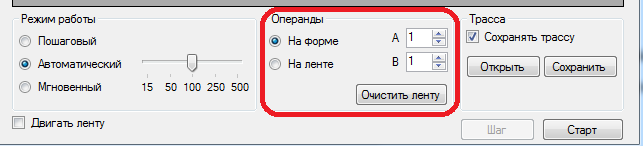 Режим работы
Пошаговый
Автоматический
Мгновенный
15 50 100 250 500
Двигать ленту
Операнды
На форме
На ленте
A 1
B 1
Очистить ленту
Трасса
Сохранять трассу
Открыть Сохранить
Шаг Старт